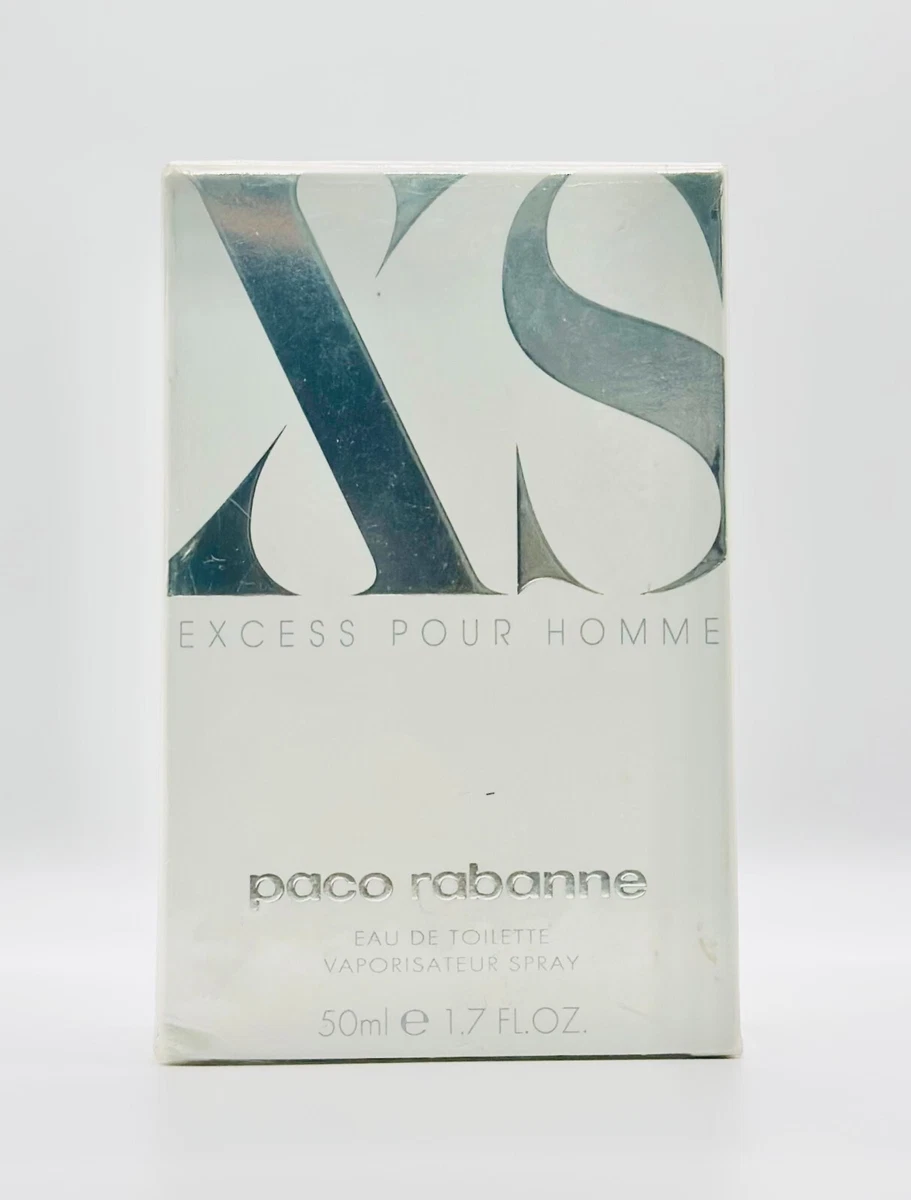 XS
EXCESS POUR HOMME
paco rabanne
EAU DE TOILETTE
VAPORISATEUR SPRAY
50ml e 1.7 FL.OZ.